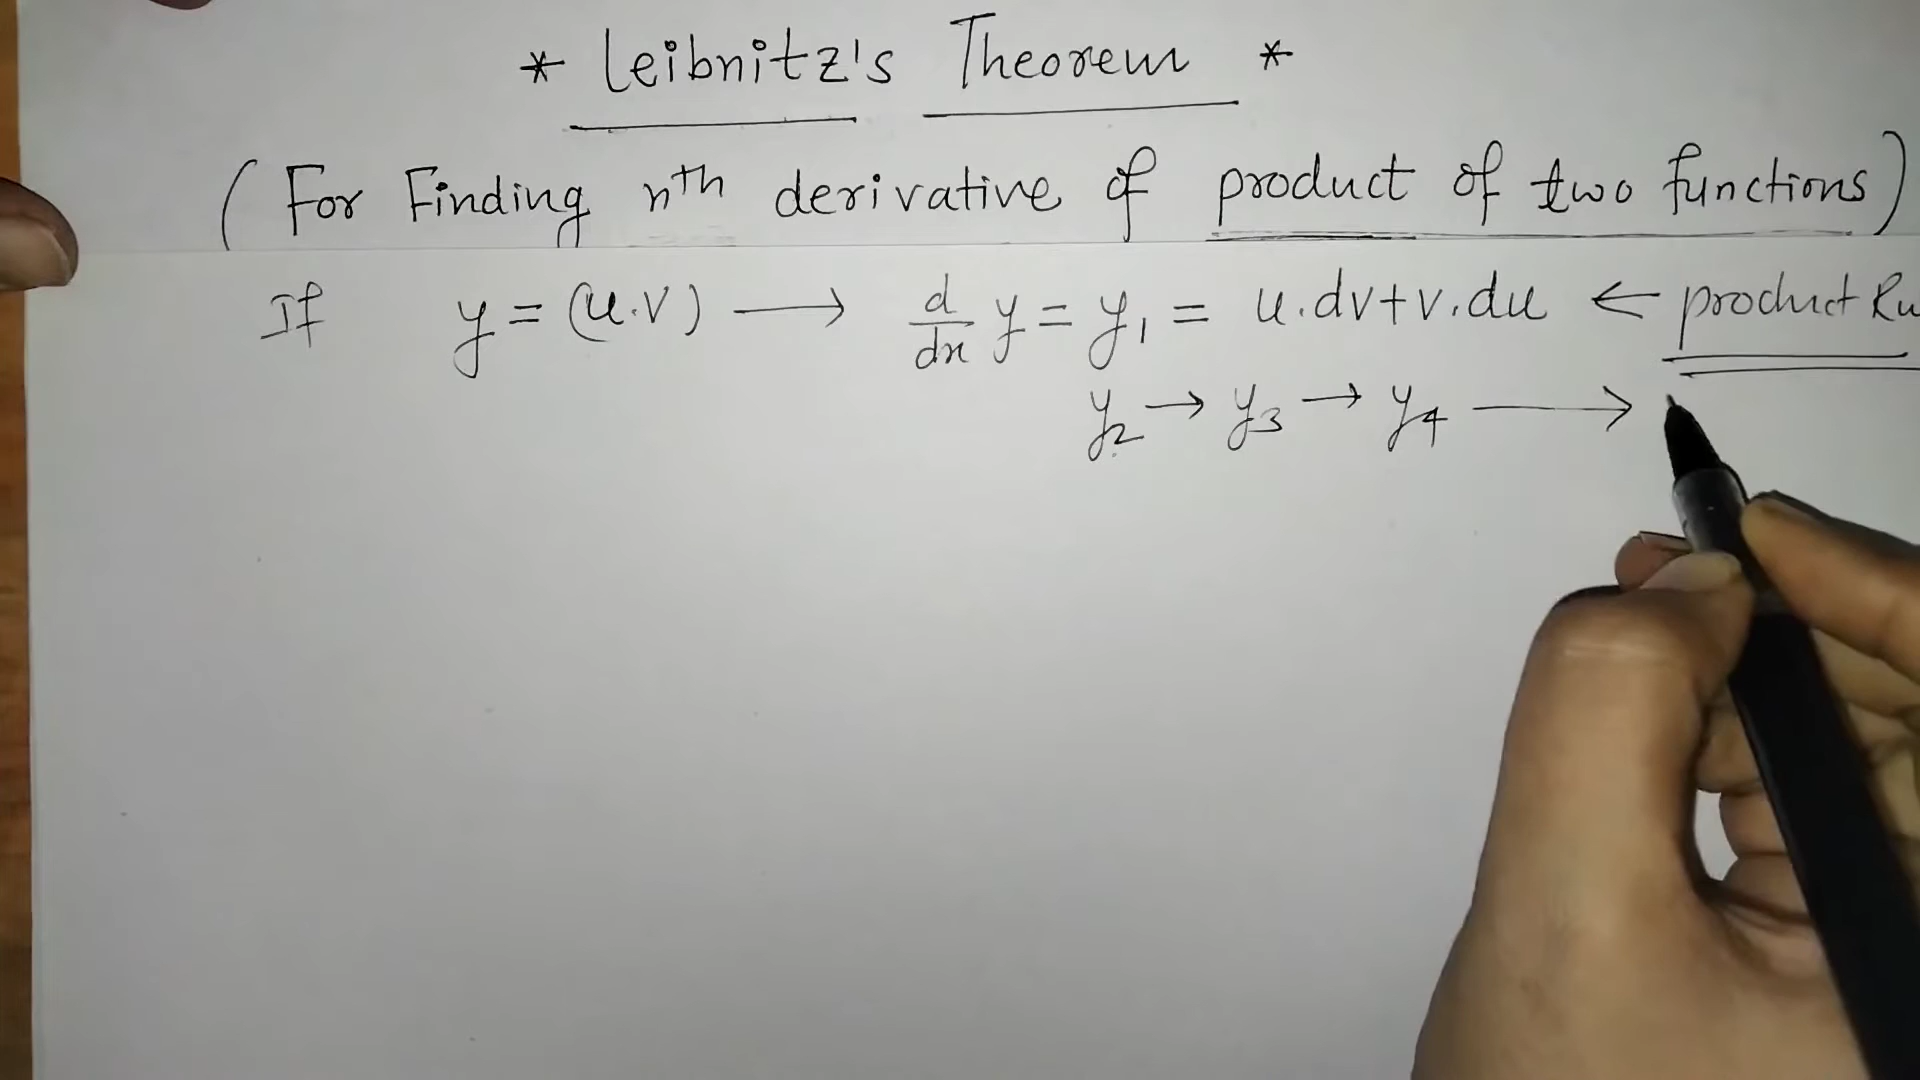 * Leibnitz's Theorem *
(For Finding nth derivative of product of two functions)
If y = (u.v) → d/dx y = y₁ = u.dv+v.du ← product Ru
y₂ → y₃ → y₄ →